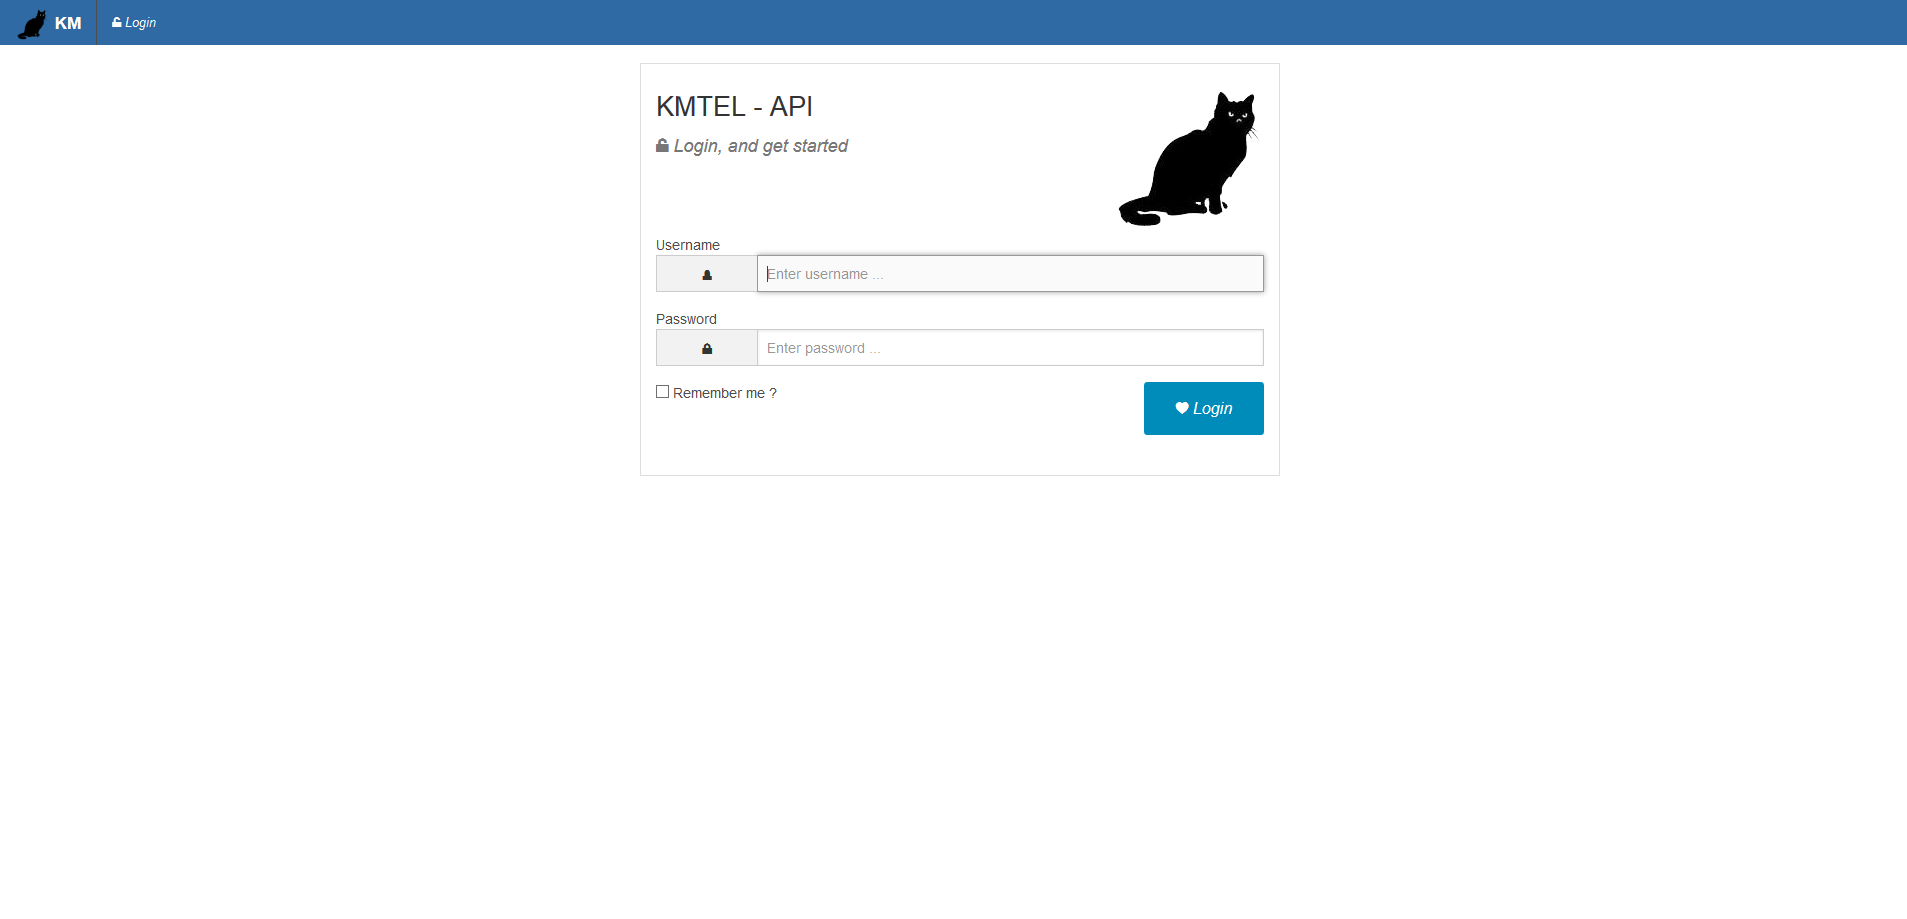 KM
Login
KMTEL - API
Login, and get started
Username
Enter username ...
Password
Enter password ...
Remember me ?
Login